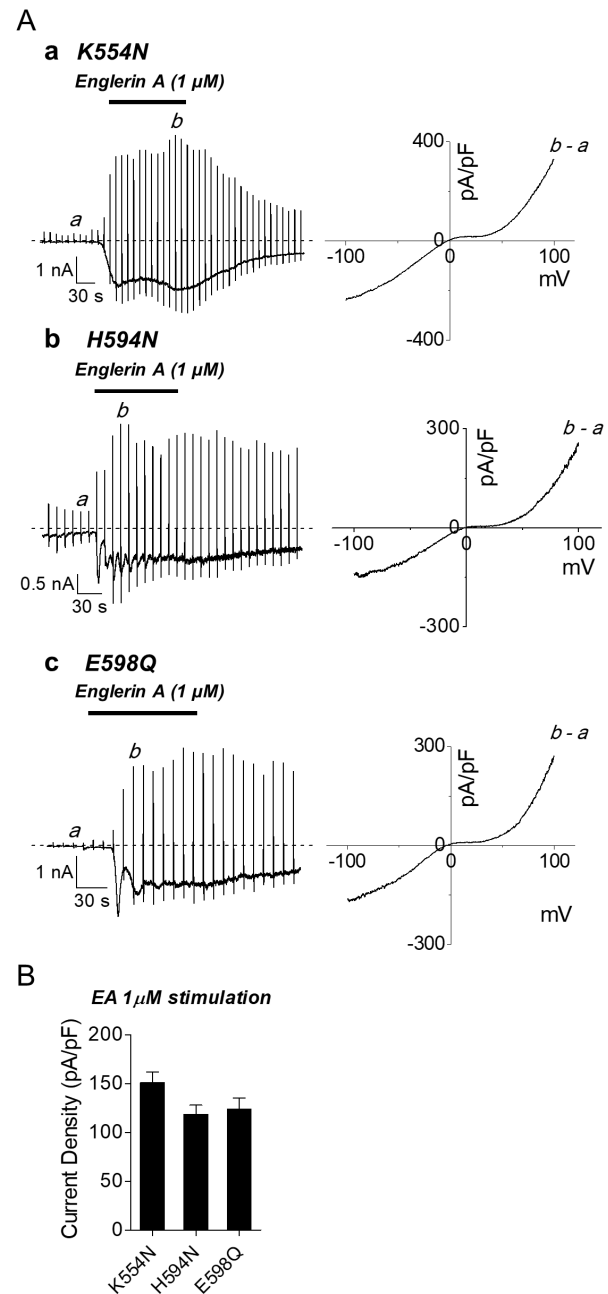 A
a K554N
Englerin A (1 µM)
b
a
1 nA
30 s
400
b - a
pA/pF
0
-100
0
100
mV
-400
b H594N
Englerin A (1 µM)
b
a
0.5 nA
30 s
300
b - a
pA/pF
0
-100
0
100
mV
-300
c E598Q
Englerin A (1 µM)
b
a
1 nA
30 s
300
b - a
pA/pF
0
-100
0
100
mV
-300
B
EA 1µM stimulation
Current Density (pA/pF)
200
150
100
50
0
K554N
H594N
E598Q